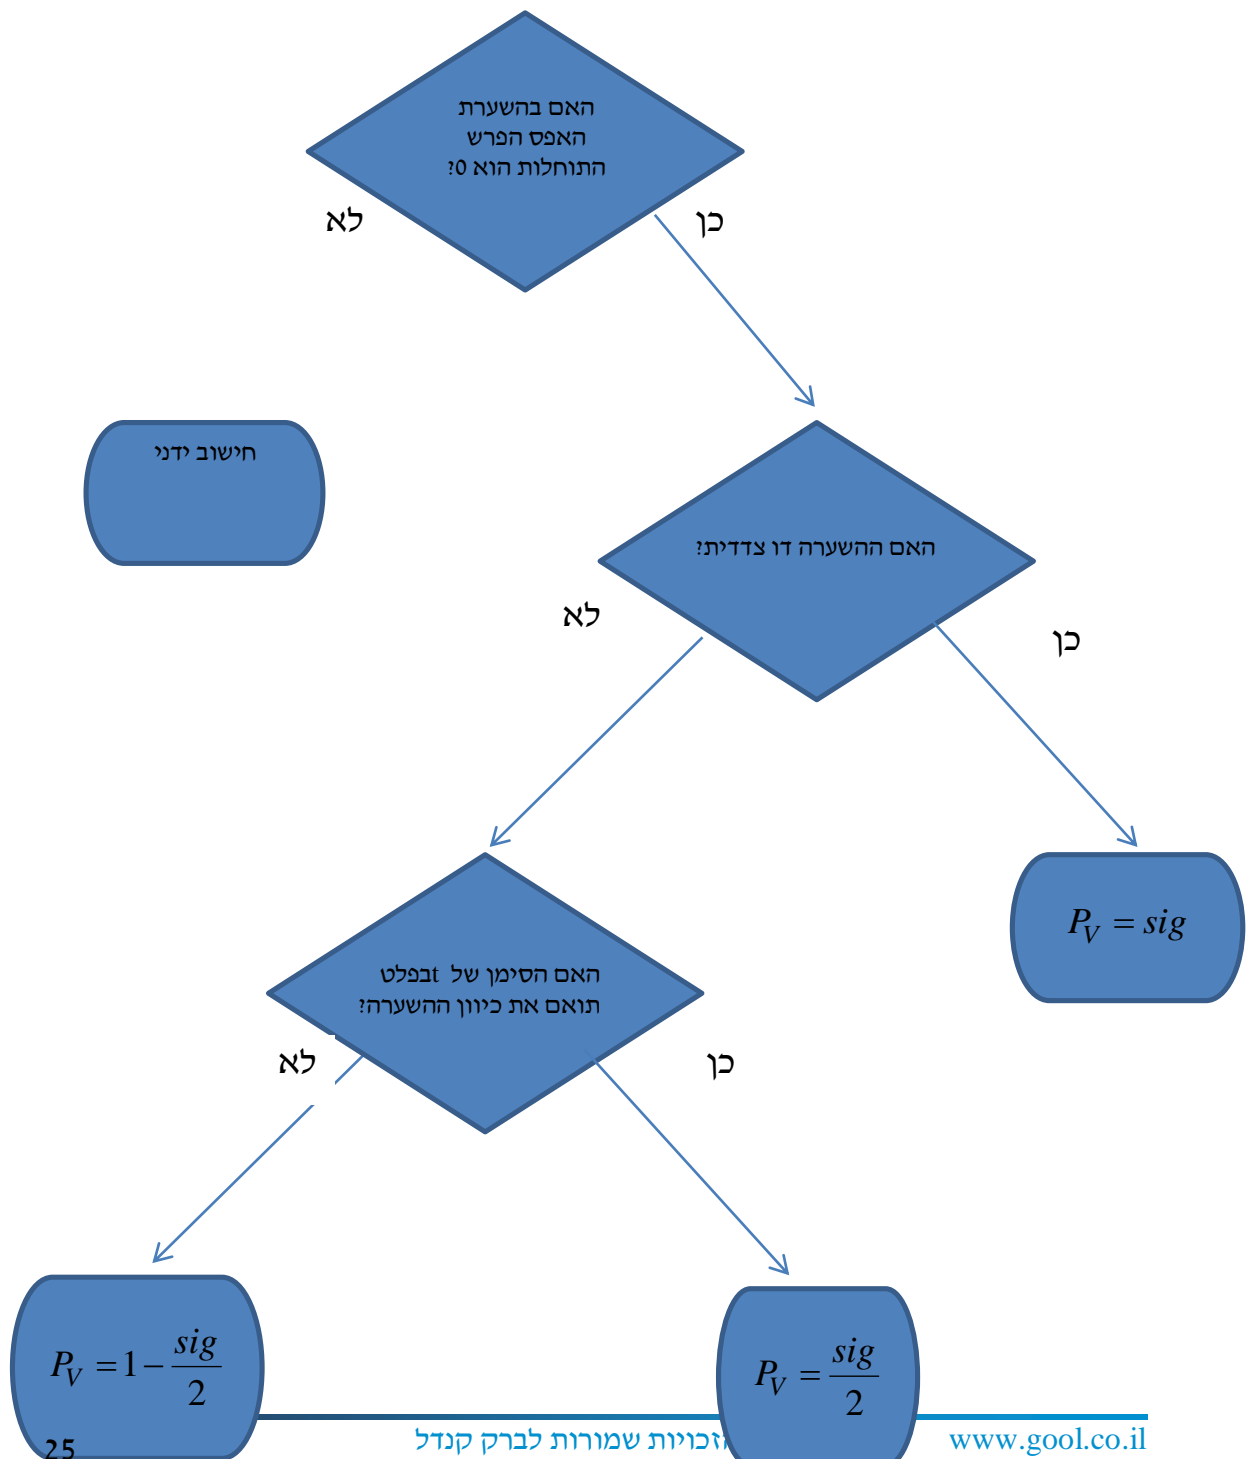 האם בהשערת
האפס הפרש
התוחלות הוא 0?
לא
כן
חישוב ידני
האם ההשערה דו צדדית?
לא
כן
P_V = sig
האם הסימן של tבפלט
תואם את כיוון ההשערה?
לא
כן
P_V = 1 − sig/2
P_V = sig/2
25
זכויות שמורות לברק קנדל
www.gool.co.il